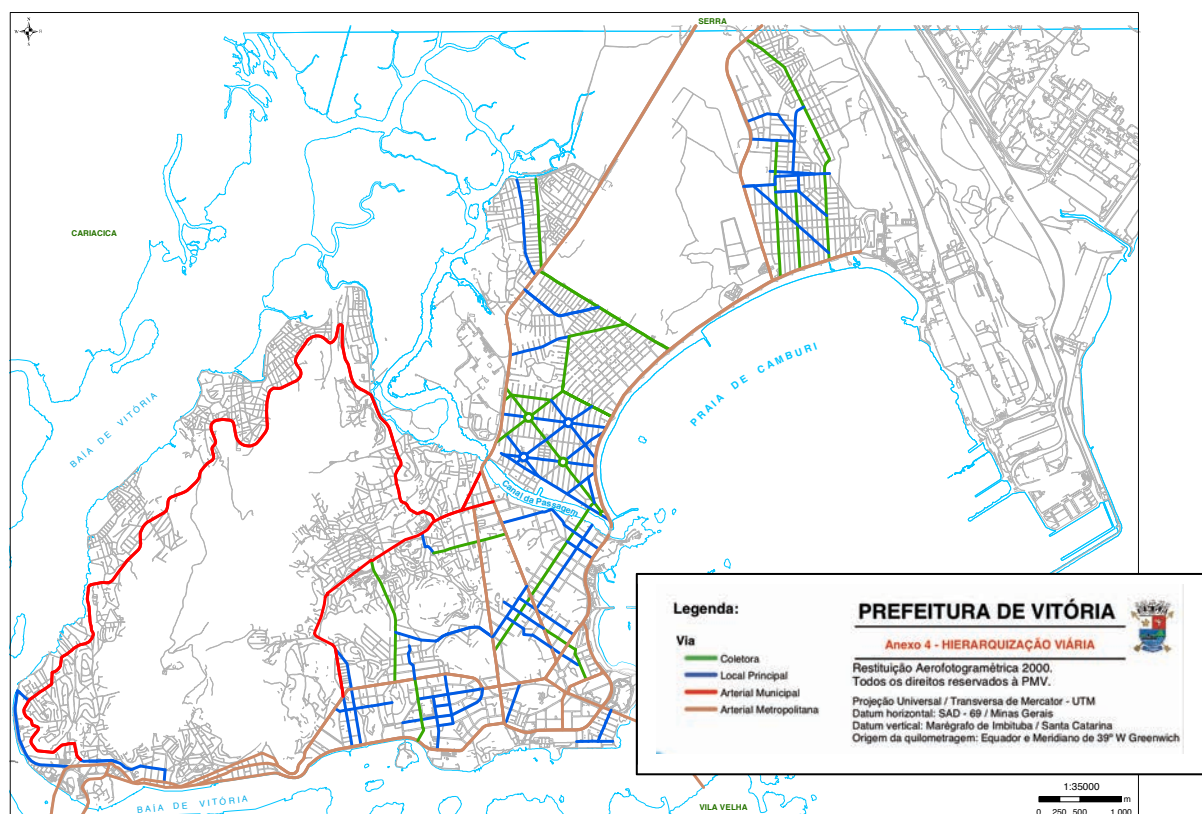 N
SERRA
CARIACICA
BAÍA DE VITÓRIA
PRAIA DE CAMBURI
Canal da Passagem
O
Legenda:
Via
Coletora
Local Principal
Arterial Municipal
Arterial Metropolitana
PREFEITURA DE VITÓRIA
Anexo 4 - HIERARQUIZAÇÃO VIÁRIA
Restituição Aerofotogramétrica 2000.
Todos os direitos reservados à PMV.
Projeção Universal / Transversa de Mercator - UTM
Datum horizontal: SAD - 69 / Minas Gerais
Datum vertical: Marégrafo de Imbituba / Santa Catarina
Origem da quilometragem: Equador e Meridiano de 39º W Greenwich
1:35000
m
0 250 500 1.000
BAÍA DE VITÓRIA
VILA VELHA